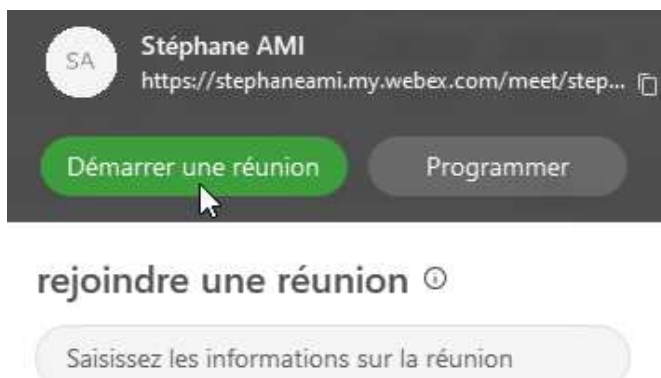 SA
Stéphane AMI
https://stephaneami.my.webex.com/meet/step...
Démarrer une réunion
Programmer
rejoindre une réunion
Saisissez les informations sur la réunion